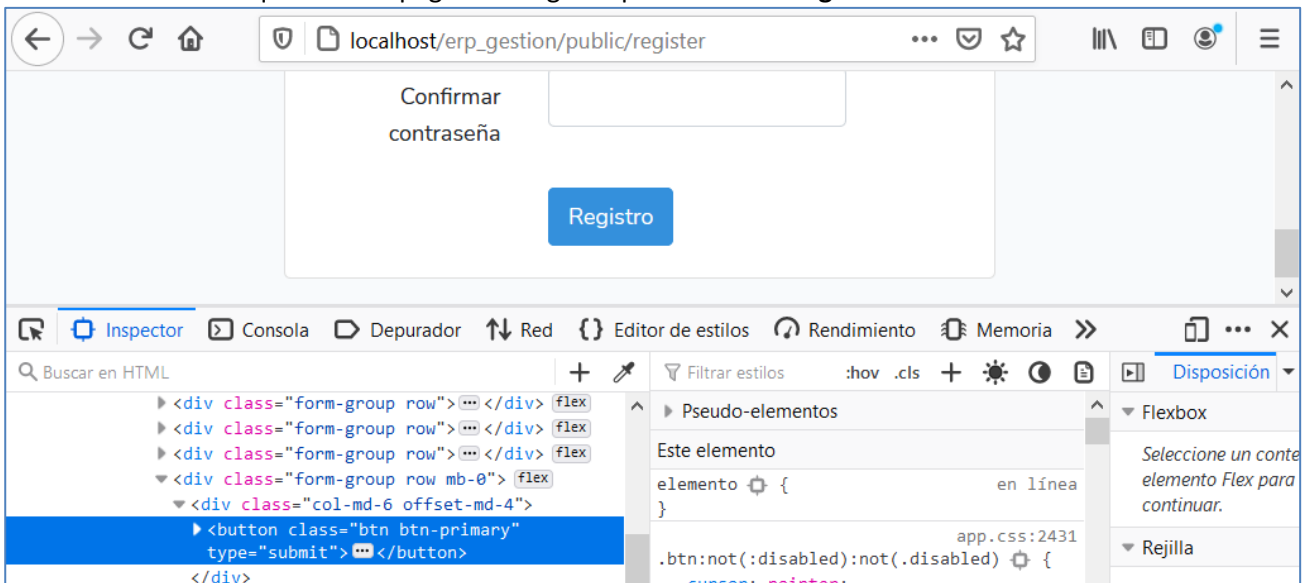 localhost/erp_gestion/public/register
Confirmar
contraseña
Registro
Inspector Consola Depurador Red Editor de estilos Rendimiento Memoria
Buscar en HTML
Filtrar estilos :hov .cls
Disposición
<div class="form-group row"></div> flex
<div class="form-group row"></div> flex
<div class="form-group row"></div> flex
<div class="form-group row mb-0"> flex
<div class="col-md-6 offset-md-4">
<button class="btn btn-primary"
type="submit"></button>
</div>
Pseudo-elementos
Este elemento
elemento { en línea
}
app.css:2431
.btn:not(:disabled):not(.disabled) {
cursor: pointer;
Flexbox
Seleccione un conte
elemento Flex para
continuar.
Rejilla